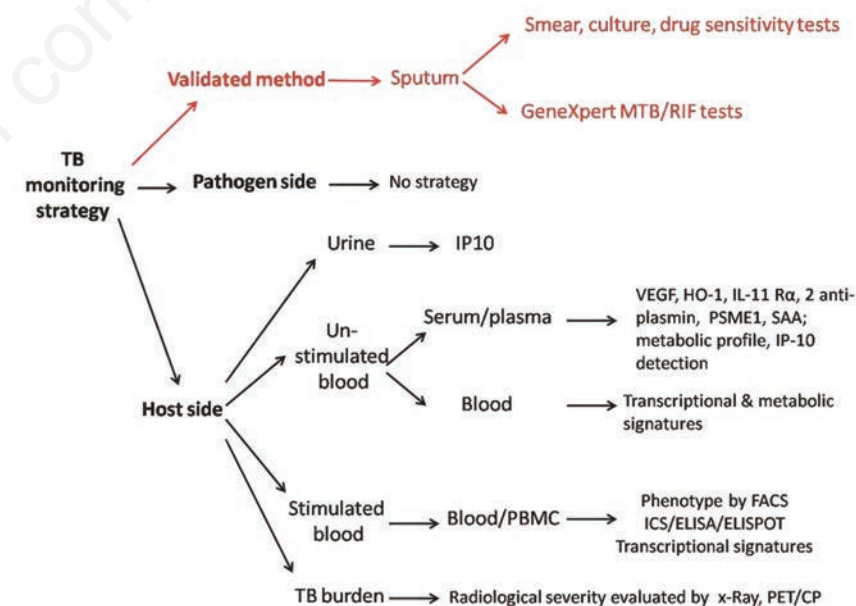 Smear, culture, drug sensitivity tests
Validated method
Sputum
GeneXpert MTB/RIF tests
TB
monitoring
strategy
Pathogen side
No strategy
Urine
IP10
Un-
stimulated
blood
Serum/plasma
VEGF, HO-1, IL-11 Rα, 2 anti-
plasmin, PSME1, SAA;
metabolic profile, IP-10
detection
Blood
Transcriptional & metabolic
signatures
Host side
Stimulated
blood
Blood/PBMC
Phenotype by FACS
ICS/ELISA/ELISPOT
Transcriptional signatures
TB burden
Radiological severity evaluated by x-Ray, PET/CP